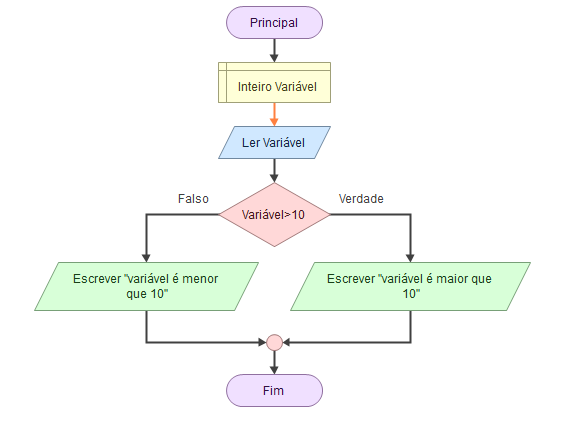 Principal
Inteiro Variável
Ler Variável
Falso
Verdade
Variável>10
Escrever "variável é menor
que 10"
Escrever "variável é maior que
10"
Fim